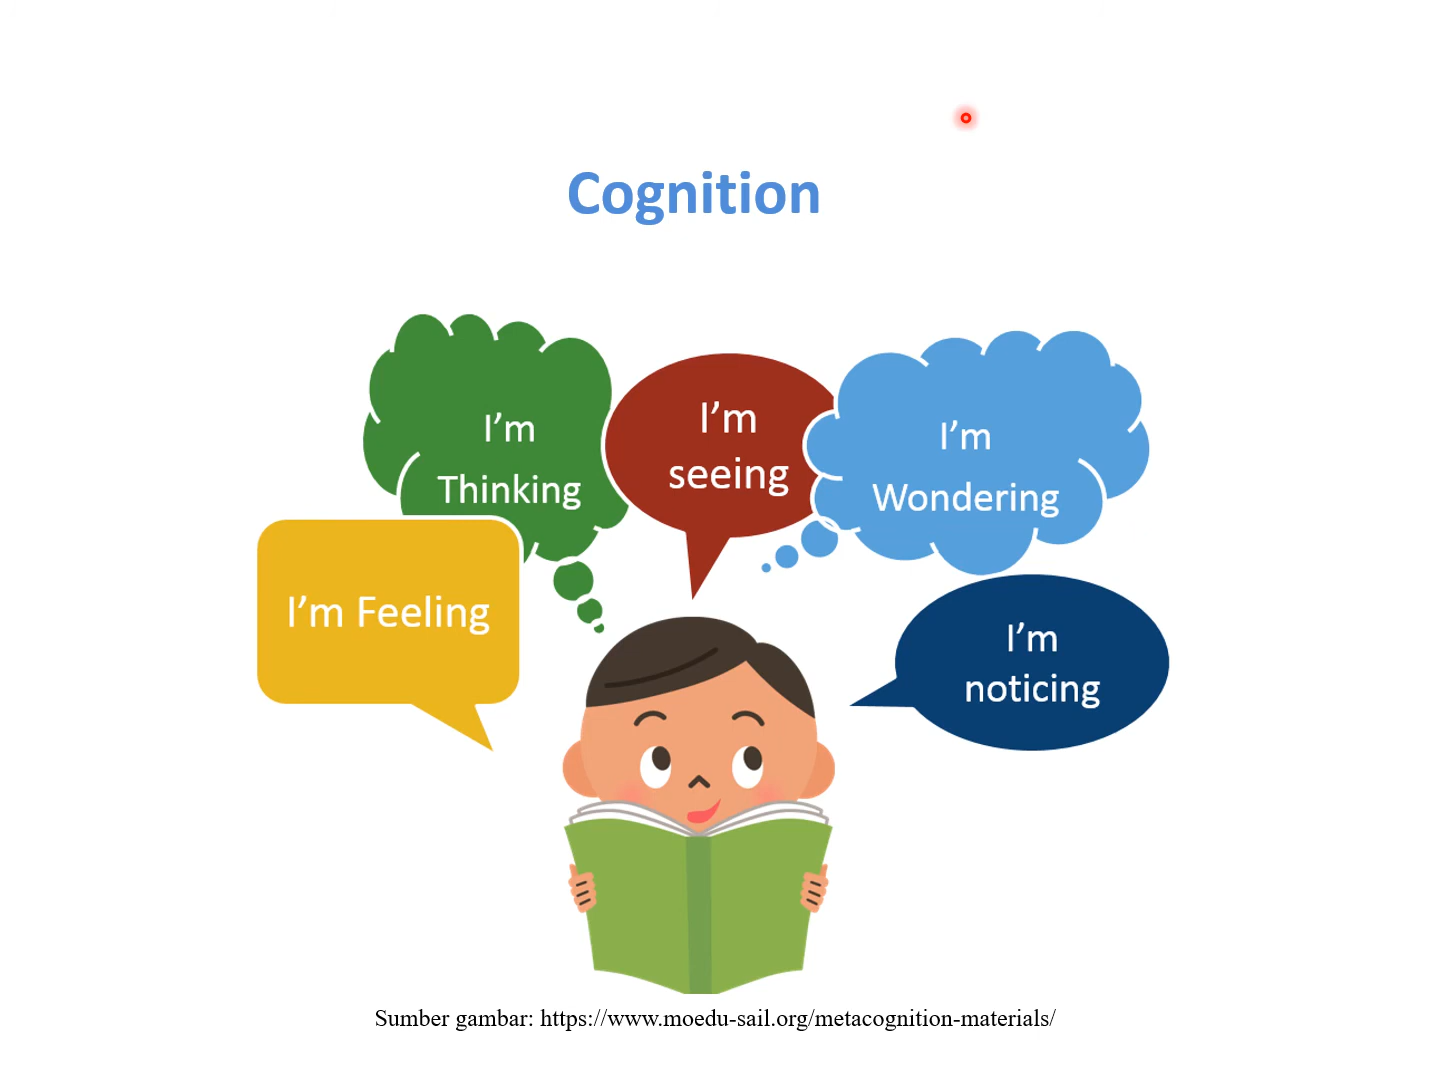 Cognition
I'm
Thinking
I'm
seeing
I'm
Wondering
I'm Feeling
I'm
noticing
Sumber gambar: https://www.moedu-sail.org/metacognition-materials/